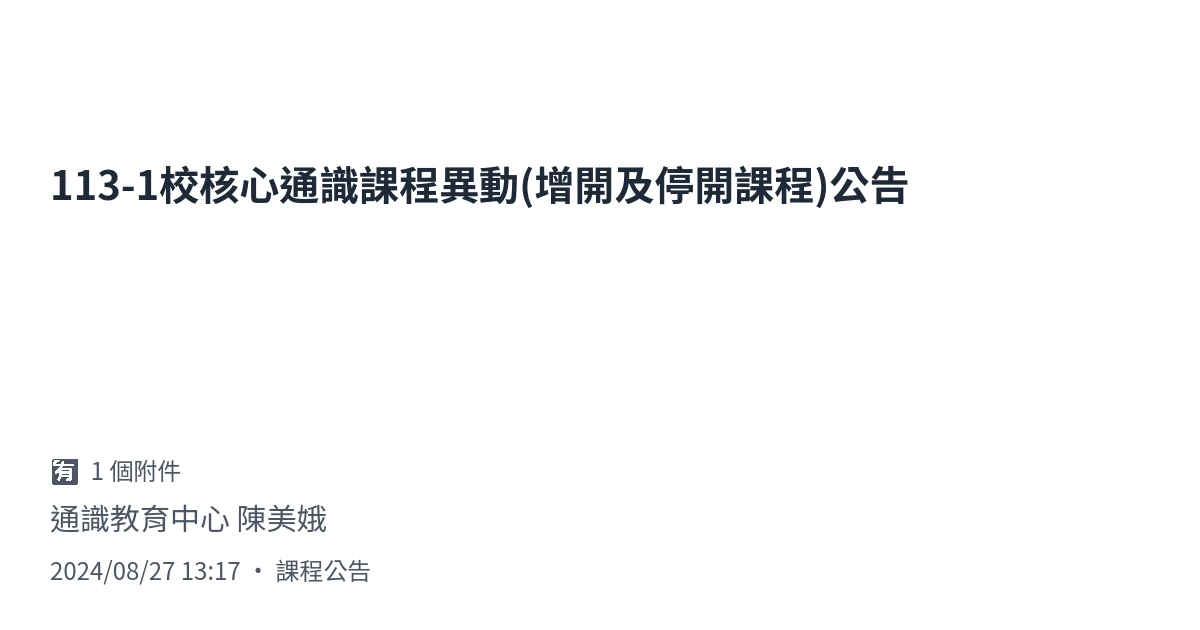 113-1校核心通識課程異動(增開及停開課程)公告
🈶 1 個附件
通識教育中心 陳美娥
2024/08/27 13:17 • 課程公告